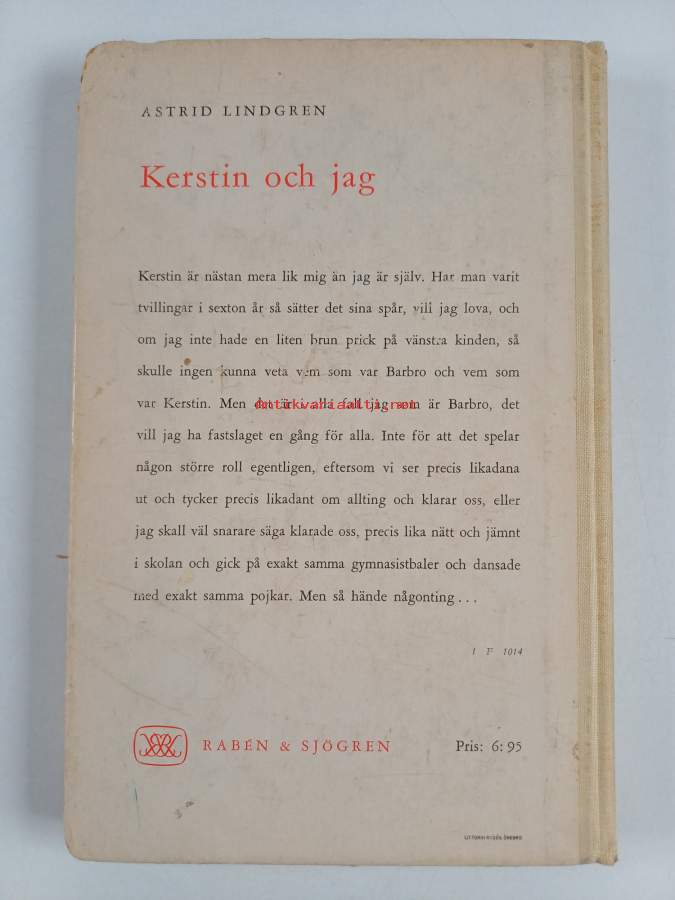 ASTRID LINDGREN
Kerstin och jag
Kerstin är nästan mera lik mig än jag är själv. Har man varit
tvillingar i sexton år så sätter det sina spår, vill jag lova, och
om jag inte hade en liten brun prick på vänstra kinden, så
skulle ingen kunna veta vem som var Barbro och vem som
var Kerstin. Men det är i alla fall jag som är Barbro, det
antikvariaatti.net
vill jag ha fastslaget en gång för alla. Inte för att det spelar
någon större roll egentligen, eftersom vi ser precis likadana
ut och tycker precis likadant om allting och klarar oss, eller
jag skall väl snarare säga klarade oss, precis lika nätt och jämnt
i skolan och gick på exakt samma gymnasistbaler och dansade
med exakt samma pojkar. Men så hände någonting . . .
1 F 1014
RABÉN & SJÖGREN
Pris: 6: 95
LITTORIN RYDÉN, ÖREBRO